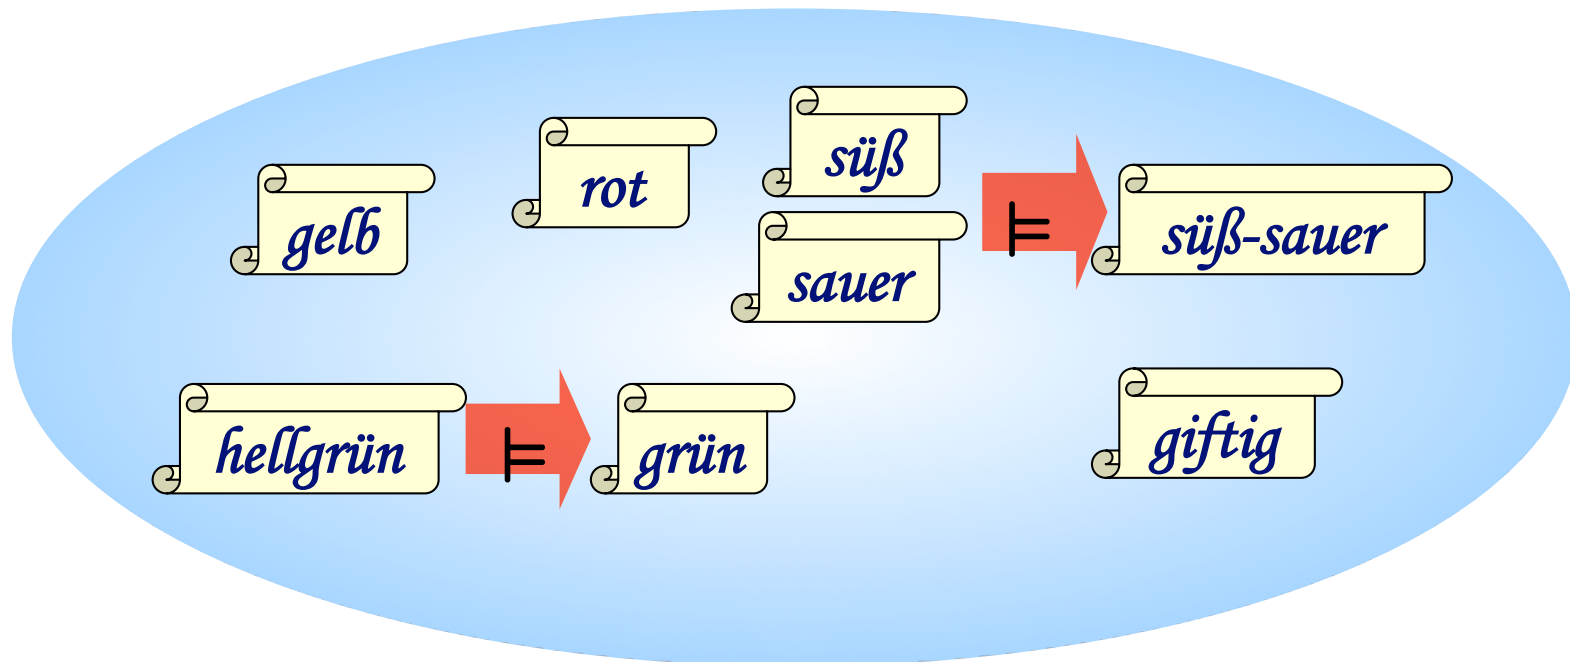 gelb
rot
süß
sauer
⊨
süß-sauer
hellgrün
⊨
grün
giftig